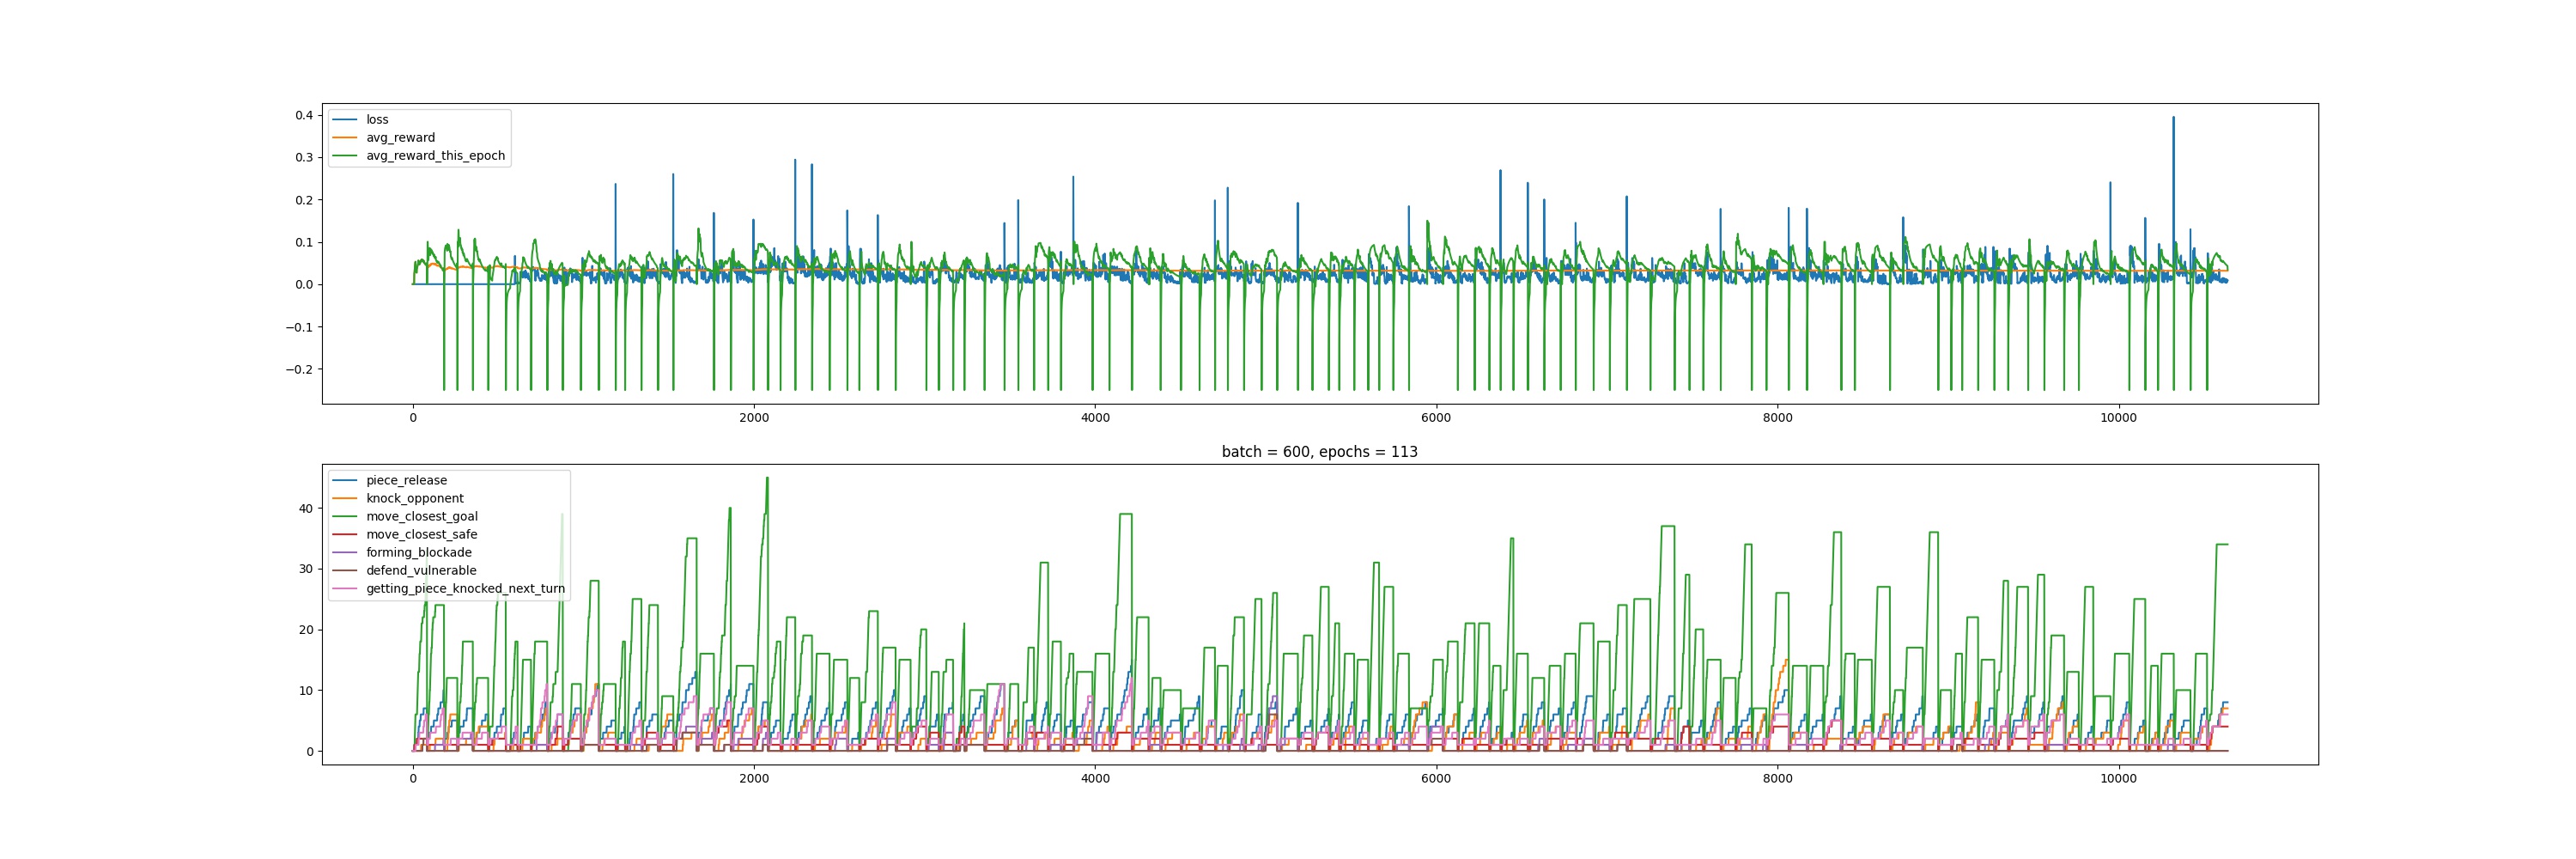 0.4
0.3
0.2
0.1
0.0
−0.1
−0.2
loss
avg_reward
avg_reward_this_epoch
0 2000 4000 6000 8000 10000
batch = 600, epochs = 113
40
30
20
10
0
piece_release
knock_opponent
move_closest_goal
move_closest_safe
forming_blockade
defend_vulnerable
getting_piece_knocked_next_turn
0 2000 4000 6000 8000 10000